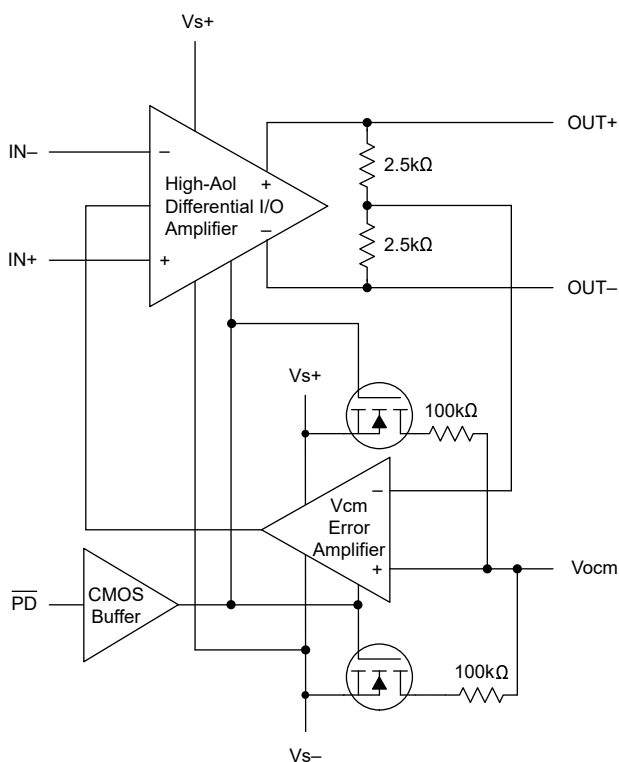 Vs+
IN–
–
High-Aol
Differential I/O
Amplifier
+
–
IN+
+
OUT+
2.5kΩ
2.5kΩ
OUT–
Vs+
100kΩ
–
Vcm
Error
Amplifier
+
Vocm
PD
CMOS
Buffer
100kΩ
Vs–